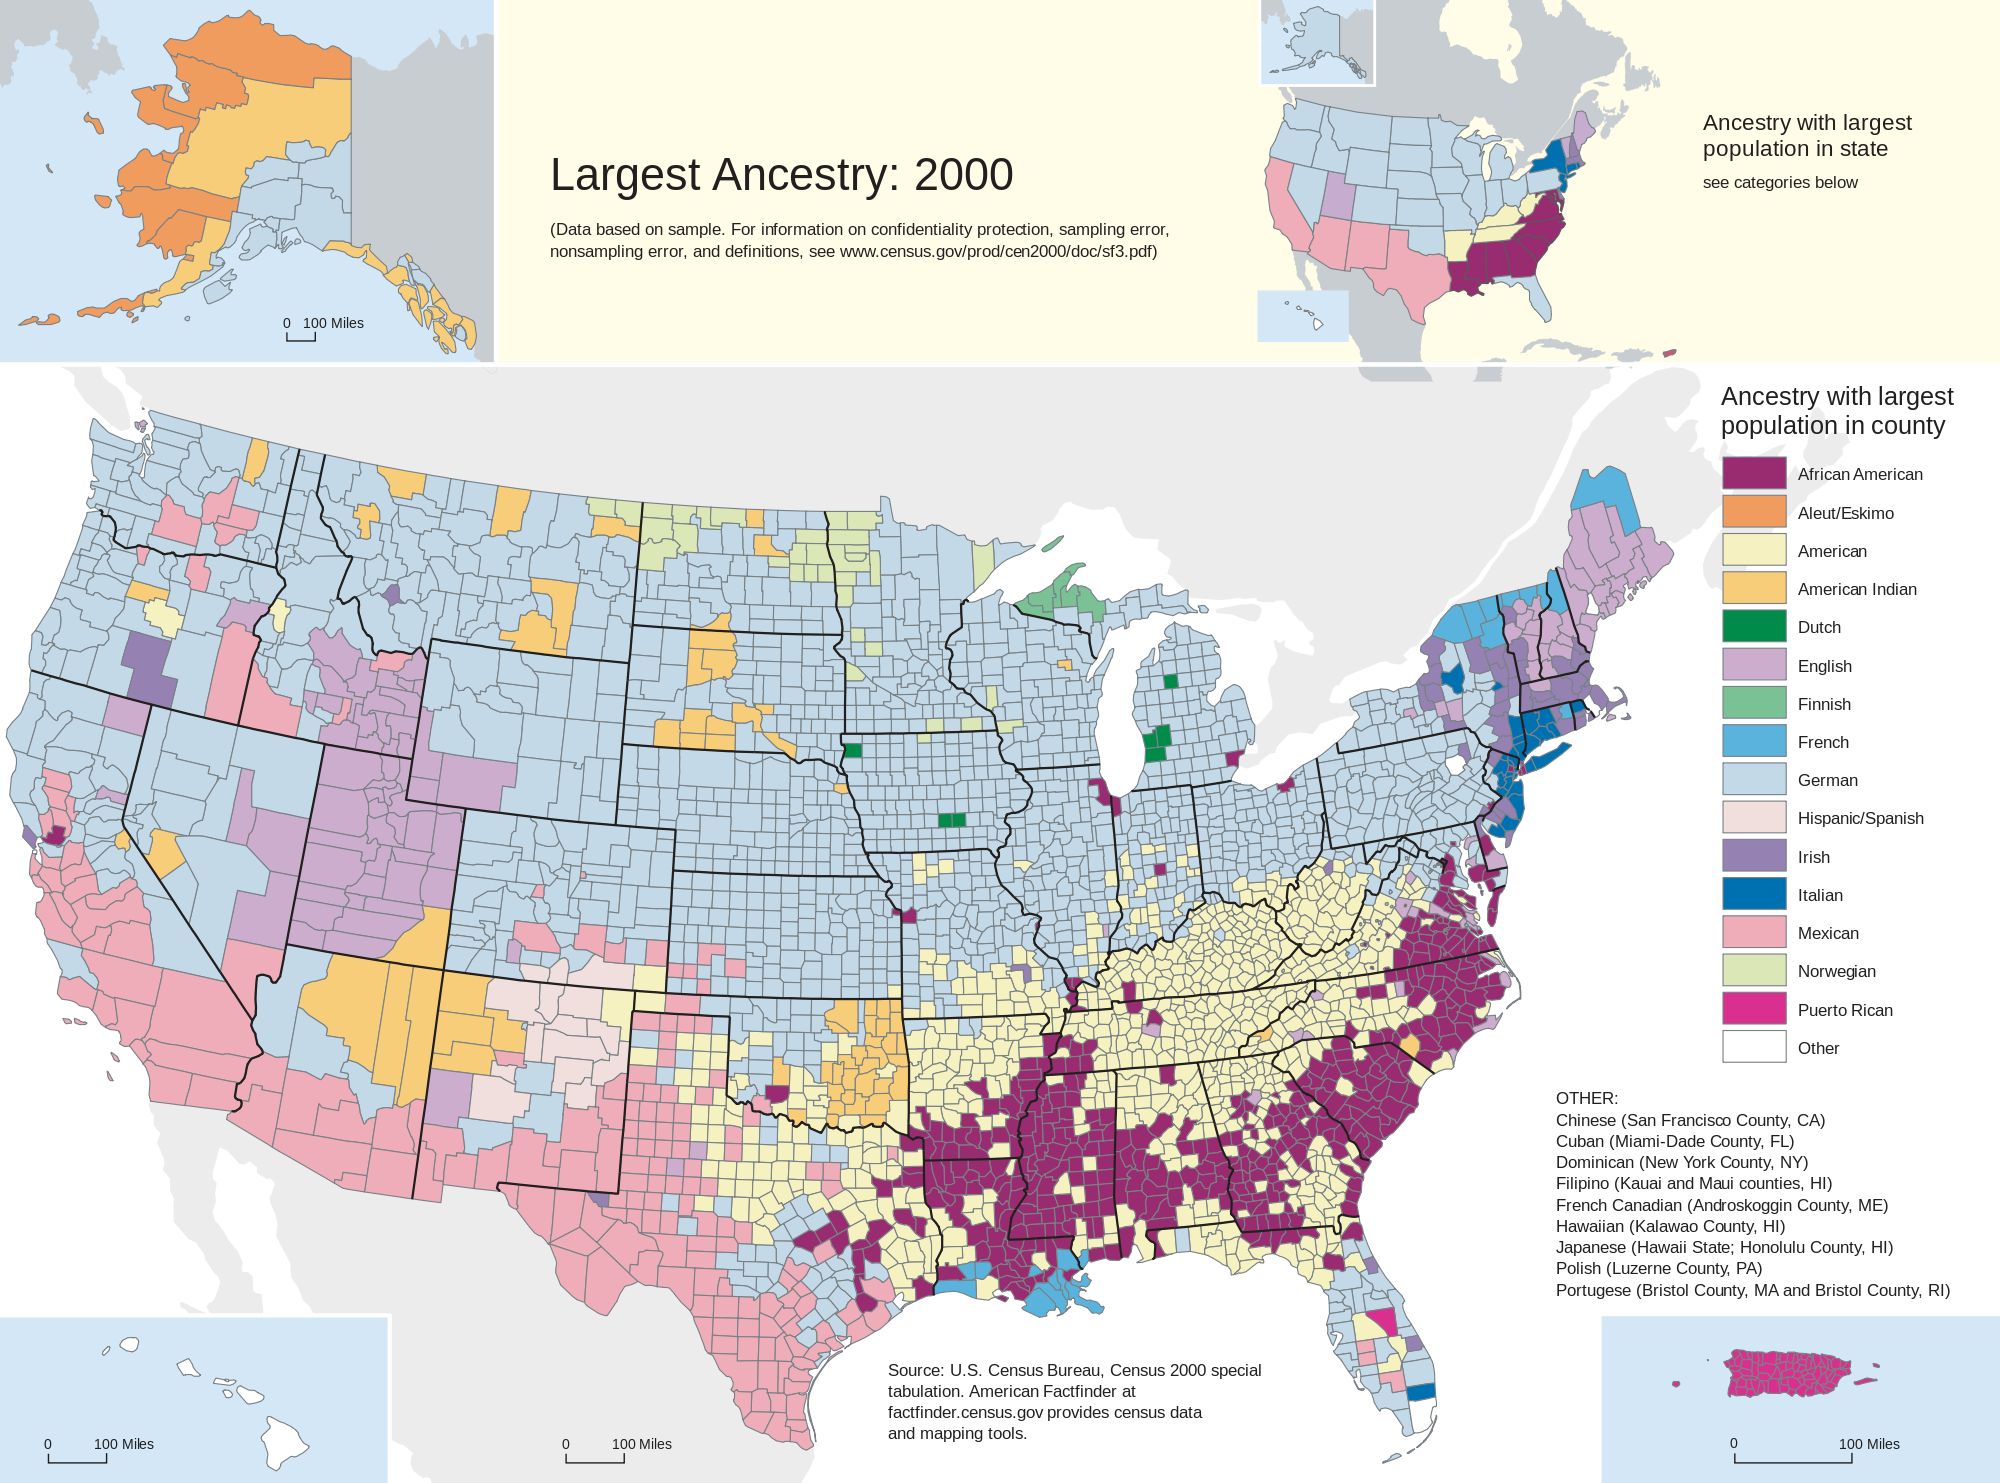 Largest Ancestry: 2000
(Data based on sample. For information on confidentiality protection, sampling error,
nonsampling error, and definitions, see www.census.gov/prod/cen2000/doc/sf3.pdf)
0 100 Miles
Ancestry with largest
population in state
see categories below
Ancestry with largest
population in county
African American
Aleut/Eskimo
American
American Indian
Dutch
English
Finnish
French
German
Hispanic/Spanish
Irish
Italian
Mexican
Norwegian
Puerto Rican
Other
OTHER:
Chinese (San Francisco County, CA)
Cuban (Miami-Dade County, FL)
Dominican (New York County, NY)
Filipino (Kauai and Maui counties, HI)
French Canadian (Androskoggin County, ME)
Hawaiian (Kalawao County, HI)
Japanese (Hawaii State; Honolulu County, HI)
Polish (Luzerne County, PA)
Portugese (Bristol County, MA and Bristol County, RI)
Source: U.S. Census Bureau, Census 2000 special
tabulation. American Factfinder at
factfinder.census.gov provides census data
and mapping tools.
0 100 Miles
0 100 Miles
0 100 Miles